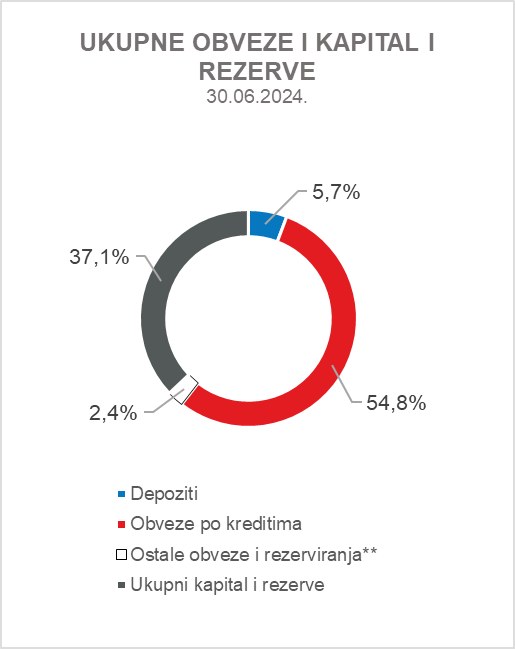 UKUPNE OBVEZE I KAPITAL I
REZERVE
30.06.2024.
5,7%
37,1%
54,8%
2,4%
Depoziti
Obveze po kreditima
Ostale obveze i rezerviranja**
Ukupni kapital i rezerve